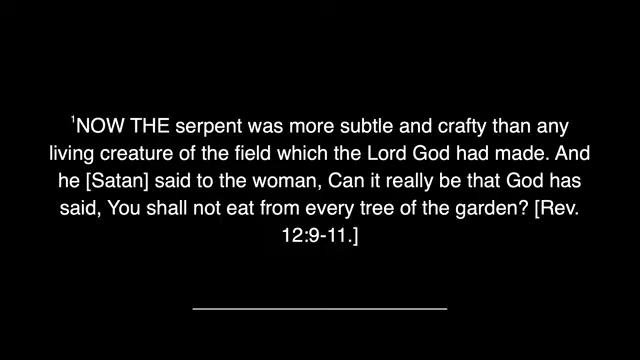 ¹NOW THE serpent was more subtle and crafty than any
living creature of the field which the Lord God had made. And
he [Satan] said to the woman, Can it really be that God has
said, You shall not eat from every tree of the garden? [Rev.
12:9-11.]